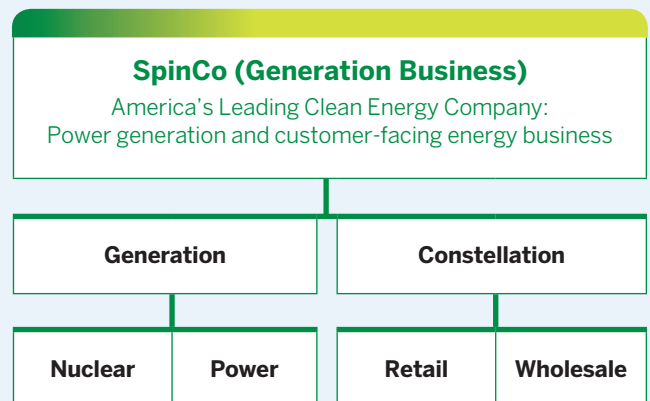 SpinCo (Generation Business)
America’s Leading Clean Energy Company:
Power generation and customer-facing energy business
Generation
Constellation
Nuclear
Power
Retail
Wholesale